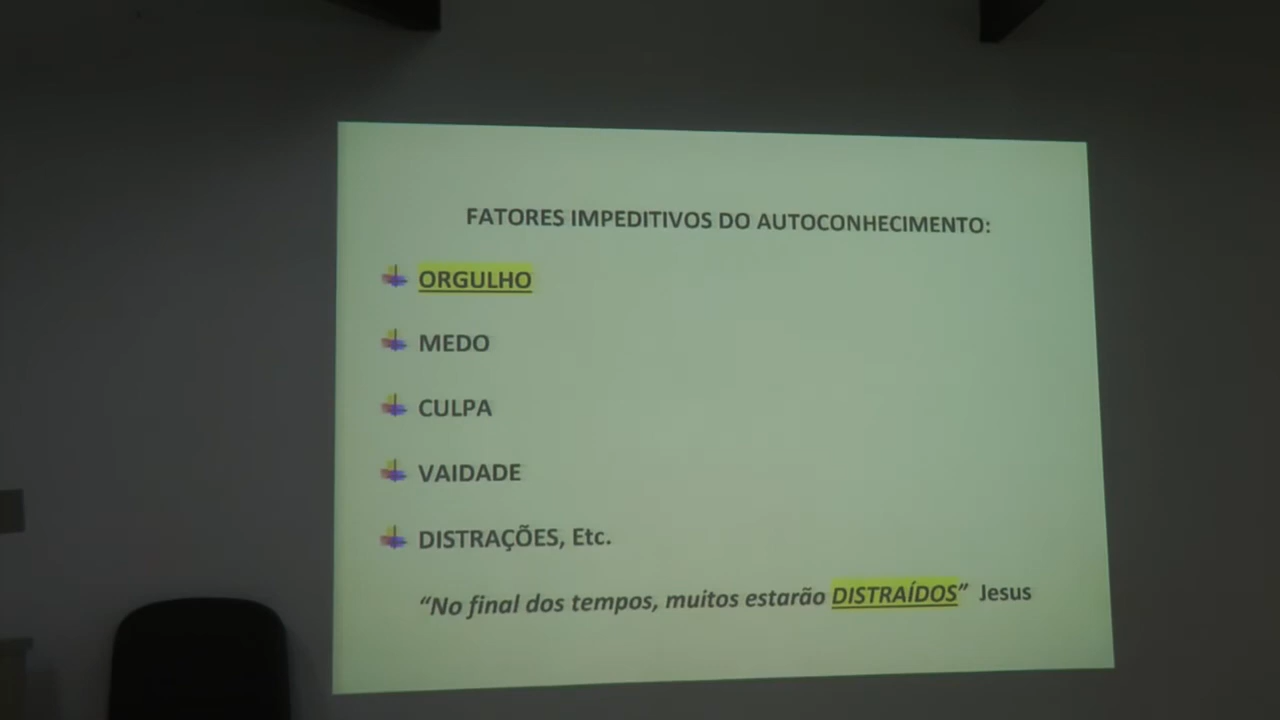 FATORES IMPEDITIVOS DO AUTOCONHECIMENTO:
ORGULHO
MEDO
CULPA
VAIDADE
DISTRAÇÕES, Etc.
“No final dos tempos, muitos estarão DISTRAÍDOS” Jesus